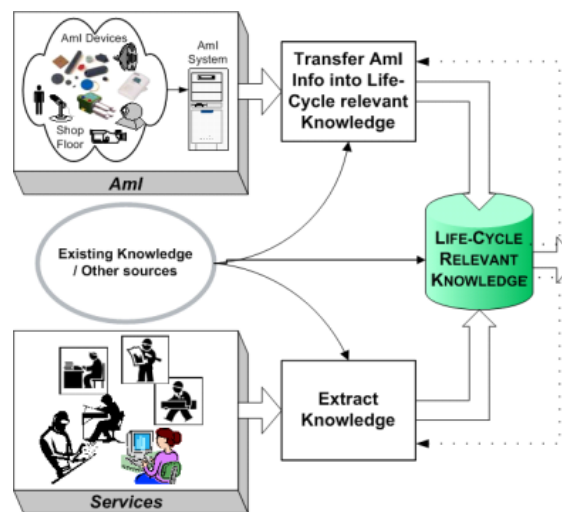 AmI Devices
AmI
System
Shop
Floor
AmI
Transfer AmI
Info into Life-
Cycle relevant
Knowledge
Existing Knowledge
/ Other sources
LIFE-CYCLE
RELEVANT
KNOWLEDGE
Extract
Knowledge
Services